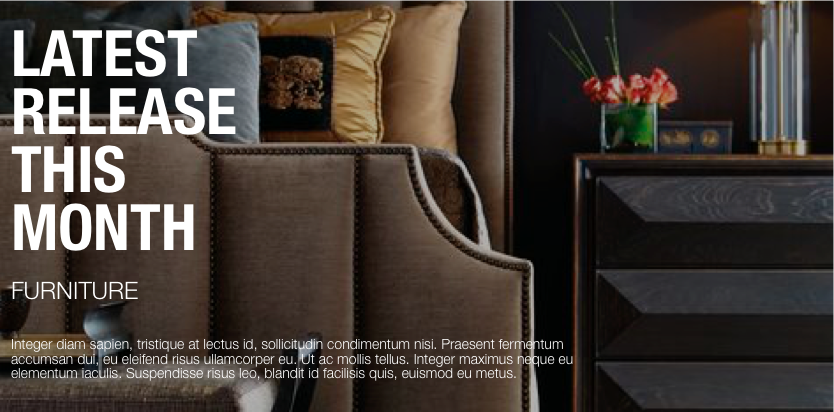 LATEST
RELEASE
THIS
MONTH
FURNITURE
Integer diam sapien, tristique at lectus id, sollicitudin condimentum nisi. Praesent fermentum
accumsan dui, eu eleifend risus ullamcorper eu. Ut ac mollis tellus. Integer maximus neque eu
elementum iaculis. Suspendisse risus leo, blandit id facilisis quis, euismod eu metus.